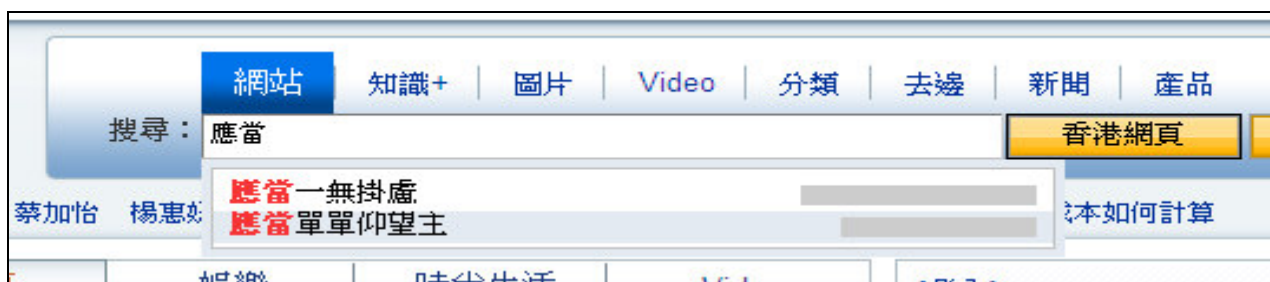 網站 知識+ 圖片 Video 分類 去邊 新聞 產品
搜尋： 應當 香港網頁
應當一無掛慮
應當單單仰望主
蔡加怡 楊惠 本如何計算